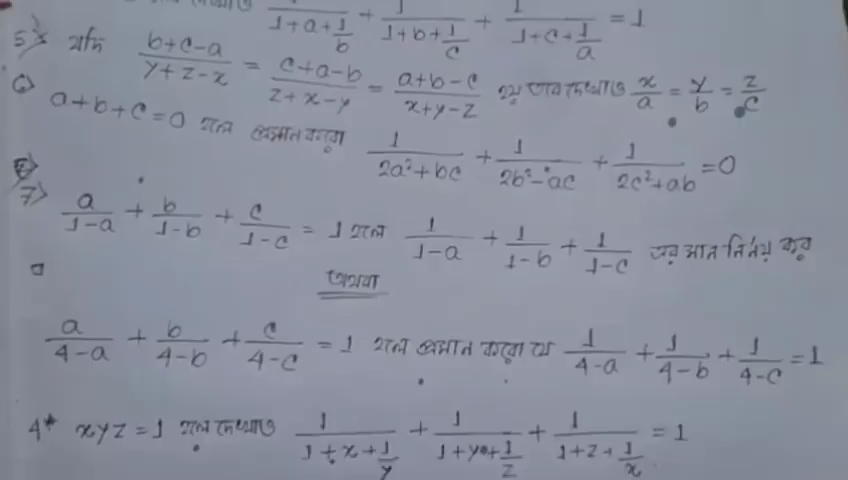 দেখাও 1/(1+a+1/b) + 1/(1+b+1/c) + 1/(1+c+1/a) = 1
5) যদি (b+c-a)/(y+z-x) = (c+a-b)/(z+x-y) = (a+b-c)/(x+y-z) হয় তবে দেখাও x/a = y/b = z/c
6) a+b+c=0 হলে প্রমান করো 1/(2a²+bc) + 1/(2b²-ac) + 1/(2c²+ab) = 0
7) a/(1-a) + b/(1-b) + c/(1-c) = 1 হলে 1/(1-a) + 1/(1-b) + 1/(1-c) এর মান নির্নয় কর
অথবা
a/(4-a) + b/(4-b) + c/(4-c) = 1 হলে প্রমান করো যে 1/(4-a) + 1/(4-b) + 1/(4-c) = 1
4* xyz=1 হলে দেখাও 1/(1+x+1/y) + 1/(1+y+1/z) + 1/(1+z+1/x) = 1